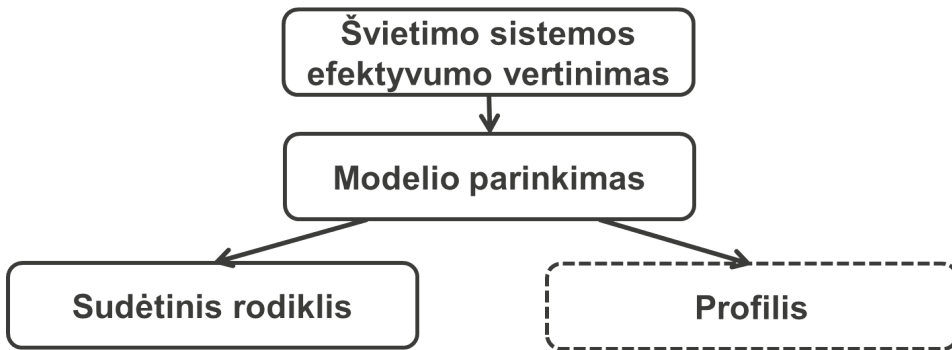 Švietimo sistemos
efektyvumo vertinimas
Modelio parinkimas
Sudėtinis rodiklis
Profilis